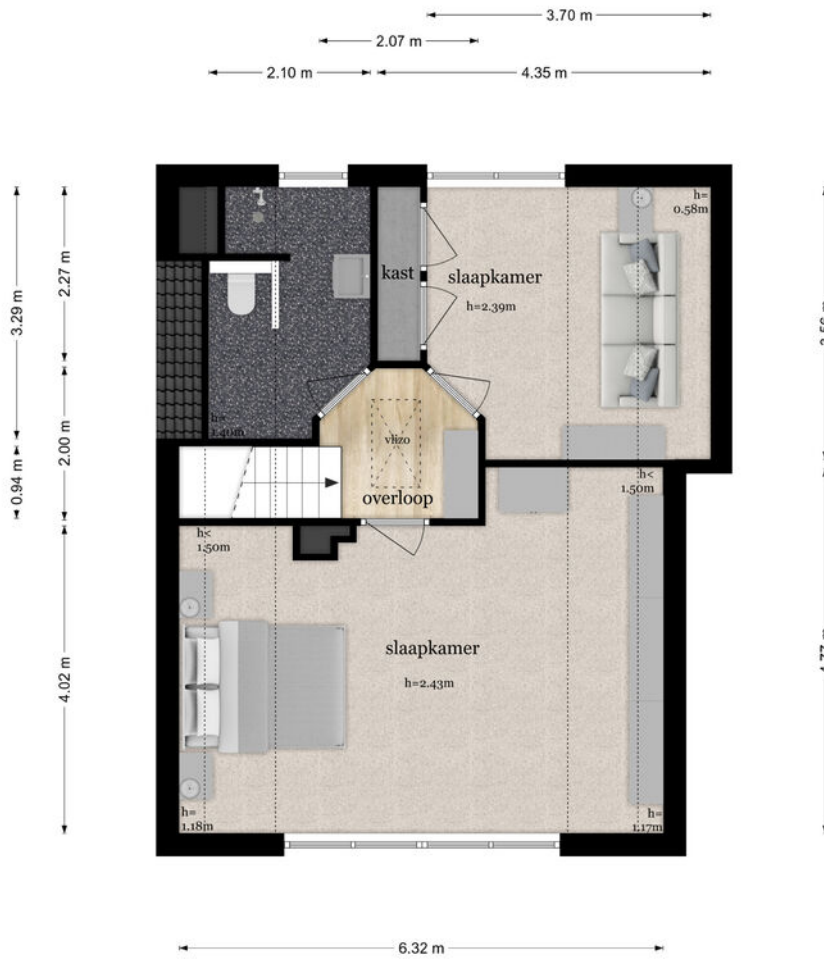 3.70 m
2.07 m
2.10 m
4.35 m
h=
0.58m
kast
slaapkamer
h=2.39m
2.27 m
3.29 m
2.00 m
0.94 m
h=
1.40m
vlizo
overloop
h<
1.50m
h<
1.50m
slaapkamer
h=2.43m
4.02 m
h=
1.18m
h=
1.17m
6.32 m